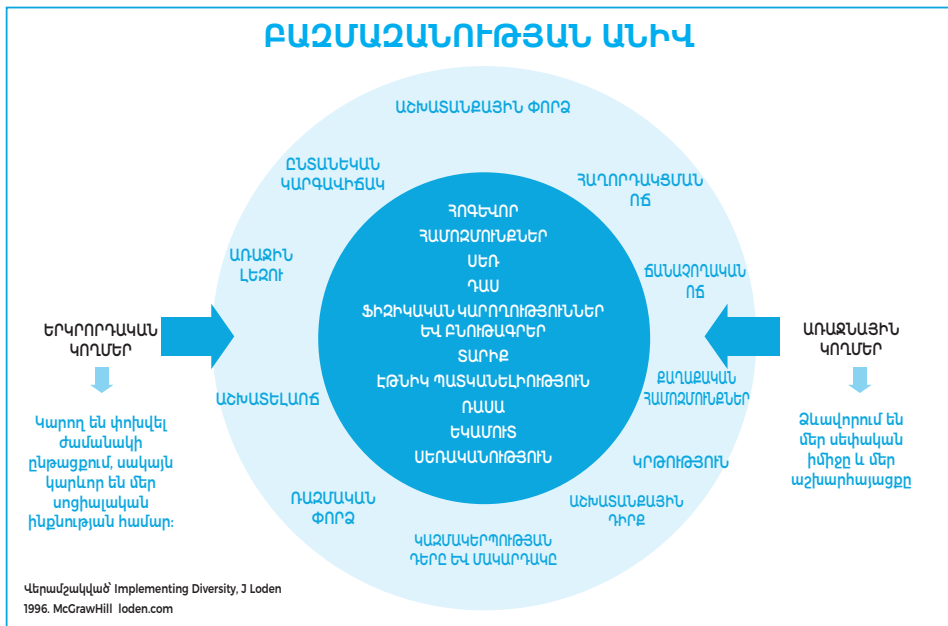 ԲԱԶՄԱԶԱՆՈՒԹՅԱՆ ԱՆԻՎ
ԱՇԽԱՏԱՆՔԱՅԻՆ ՓՈՐՁ
ԸՆՏԱՆԵԿԱՆ
ԿԱՐԳԱՎԻՃԱԿ
ՀԱՂՈՐԴԱԿՑՄԱՆ
ՈՃ
ԱՌԱՋԻՆ
ԼԵԶՈՒ
ՃԱՆԱՉՈՂԱԿԱՆ
ՈՃ
ՀՈԳԵՎՈՐ
ՀԱՄՈԶՄՈՒՆՔՆԵՐ
ՍԵՌ
ԴԱՍ
ՖԻԶԻԿԱԿԱՆ ԿԱՐՈՂՈՒԹՅՈՒՆՆԵՐ
ԵՎ ԲՆՈՒԹԱԳՐԵՐ
ՏԱՐԻՔ
ԷԹՆԻԿ ՊԱՏԿԱՆԵԼԻՈՒԹՅՈՒՆ
ՌԱՍԱ
ԵԿԱՄՈՒՏ
ՍԵՌԱԿԱՆՈՒԹՅՈՒՆ
ԵՐԿՐՈՐԴԱԿԱՆ
ԿՈՂՄԵՐ
Կարող են փոխվել
ժամանակի
ընթացքում, սակայն
կարևոր են մեր
սոցիալական
ինքնության համար:
ԱՌԱՋՆԱՅԻՆ
ԿՈՂՄԵՐ
Ձևավորում են
մեր սեփական
իմիջը և մեր
աշխարհայացքը
ԱՇԽԱՏԵԼԱՈՃ
ՔԱՂԱՔԱԿԱՆ
ՀԱՄՈԶՄՈՒՆՔՆԵՐ
ԿՐԹՈՒԹՅՈՒՆ
ՌԱԶՄԱԿԱՆ
ՓՈՐՁ
ԱՇԽԱՏԱՆՔԱՅԻՆ
ԴԻՐՔ
ԿԱԶՄԱԿԵՐՊՈՒԹՅԱՆ
ԴԵՐԸ ԵՎ ՄԱԿԱՐԴԱԿԸ
Վերամշակված՝ Implementing Diversity, J Loden
1996. McGrawHill loden.com